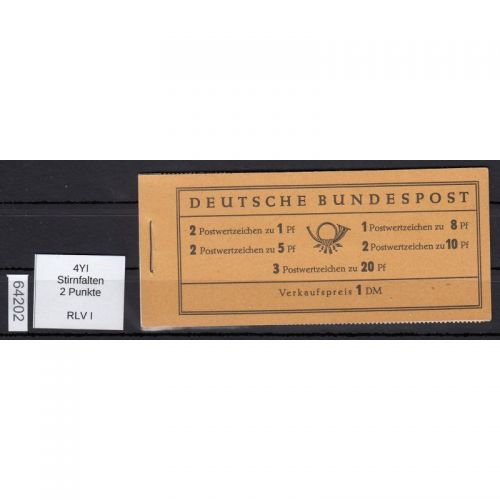 64202
4YI
Stirnfalten
2 Punkte
RLV I
DEUTSCHE BUNDESPOST
2 Postwertzeichen zu 1 Pf
1 Postwertzeichen zu 8 Pf
2 Postwertzeichen zu 5 Pf
2 Postwertzeichen zu 10 Pf
3 Postwertzeichen zu 20 Pf
Verkaufspreis 1 DM